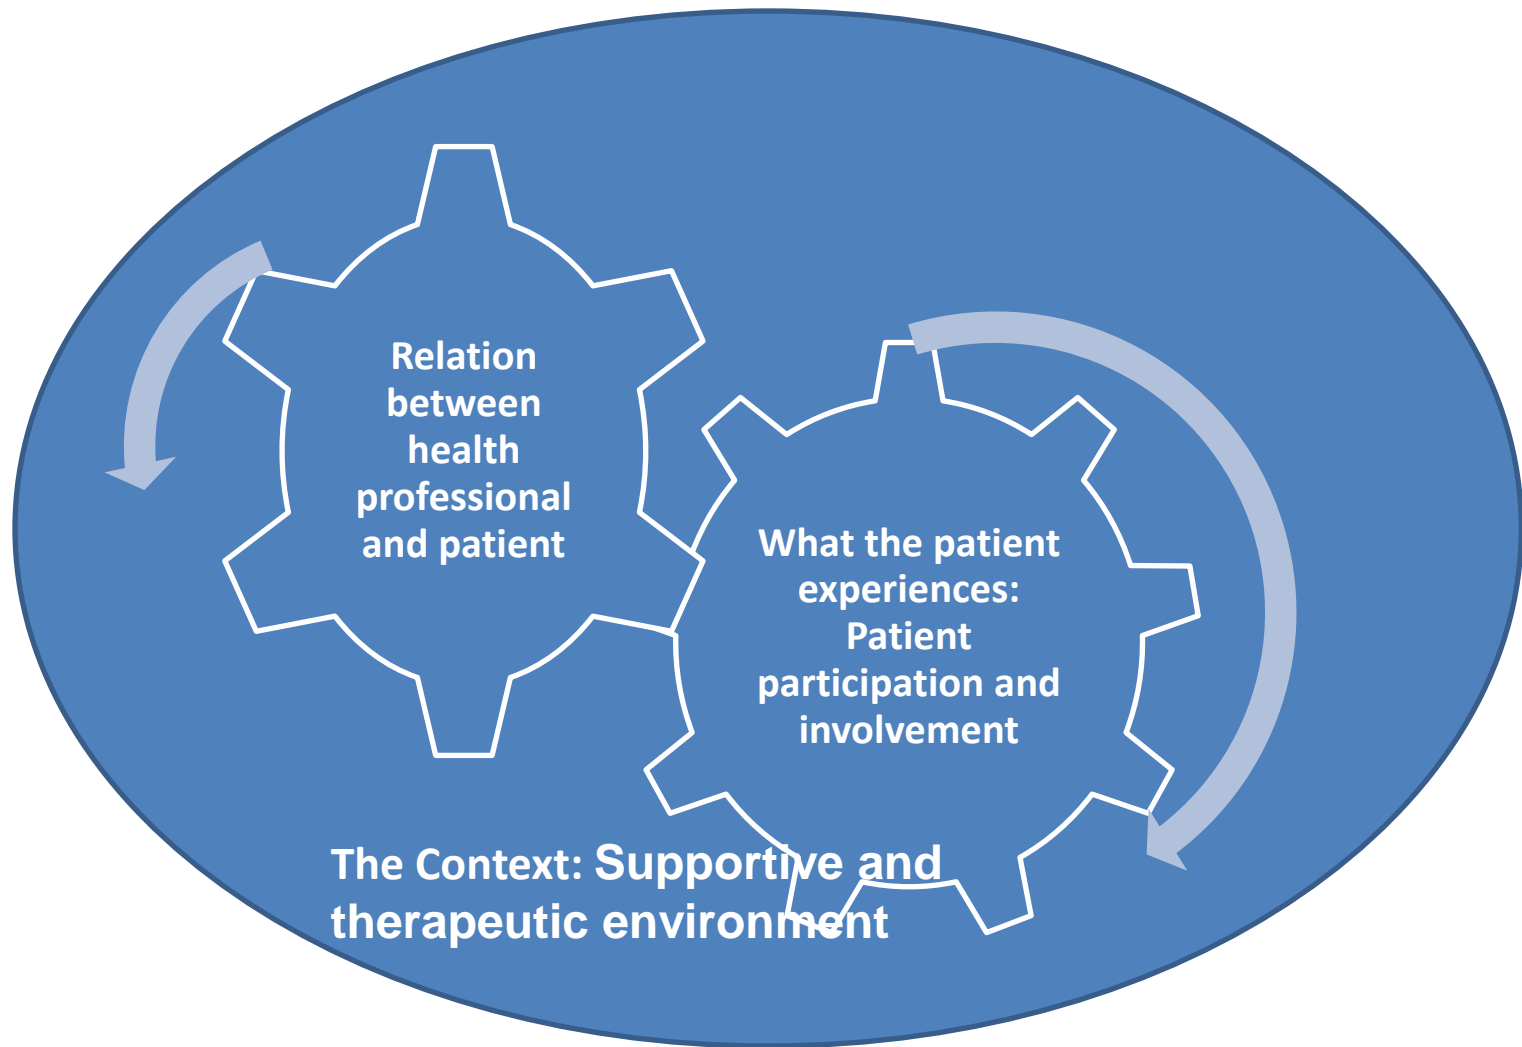 Relation
between
health
professional
and patient
What the patient
experiences:
Patient
participation and
involvement
The Context: Supportive and
therapeutic environment